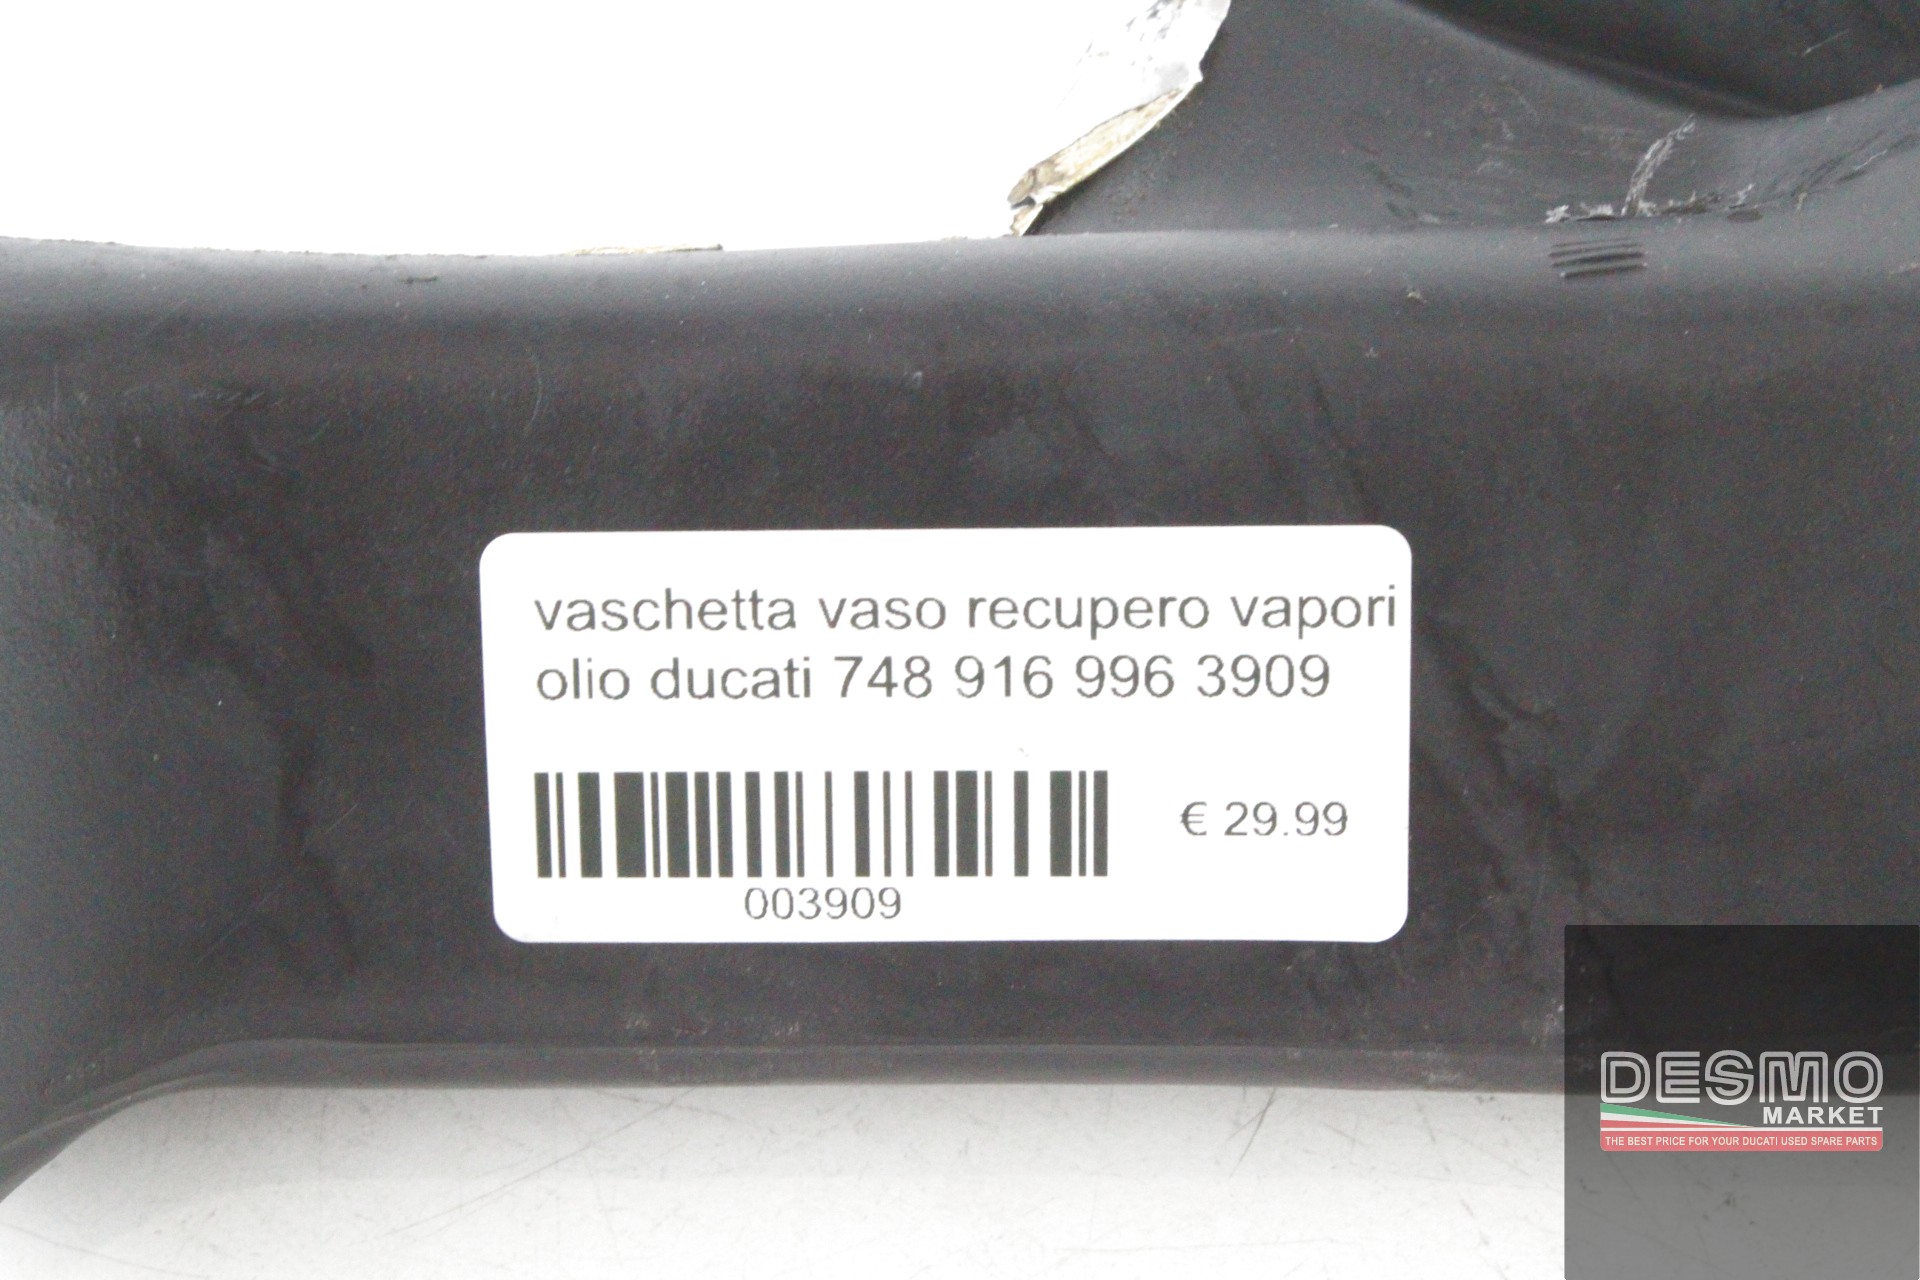 vaschetta vaso recupero vapori
olio ducati 748 916 996 3909
€ 29.99
003909
DESMO
MARKET
THE BEST PRICE FOR YOUR DUCATI USED SPARE PARTS